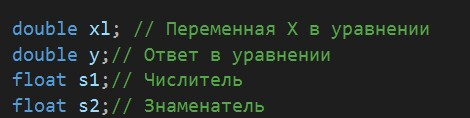 double xl; // Переменная X в уравнении
double y;// Ответ в уравнении
float s1;// Числитель
float s2;// Знаменатель